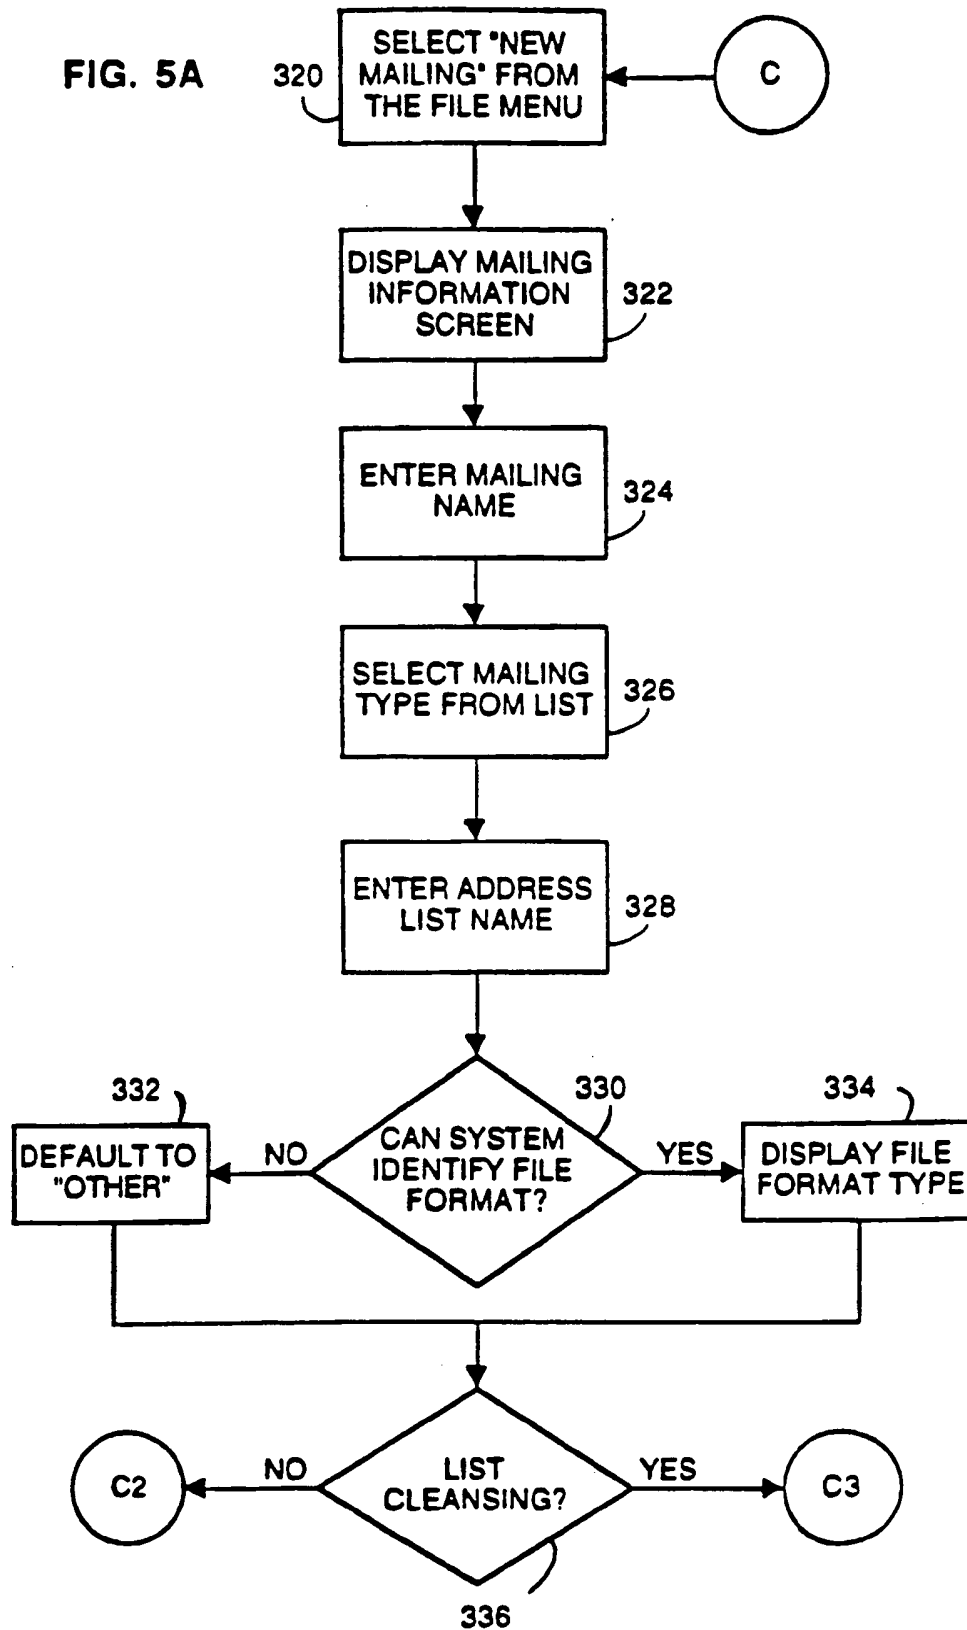 FIG. 5A
320
SELECT "NEW
MAILING" FROM
THE FILE MENU
C
DISPLAY MAILING
INFORMATION
SCREEN
322
ENTER MAILING
NAME
324
SELECT MAILING
TYPE FROM LIST
326
ENTER ADDRESS
LIST NAME
328
332
330
334
DEFAULT TO
"OTHER"
NO
CAN SYSTEM
IDENTIFY FILE
FORMAT?
YES
DISPLAY FILE
FORMAT TYPE
C2
NO
LIST
CLEANSING?
YES
C3
336